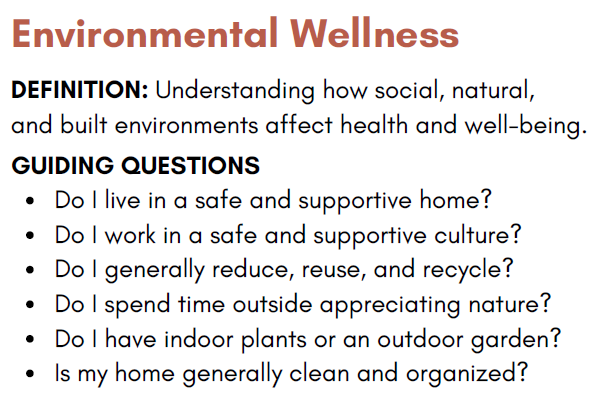 Environmental Wellness
DEFINITION: Understanding how social, natural,
and built environments affect health and well-being.
GUIDING QUESTIONS
• Do I live in a safe and supportive home?
• Do I work in a safe and supportive culture?
• Do I generally reduce, reuse, and recycle?
• Do I spend time outside appreciating nature?
• Do I have indoor plants or an outdoor garden?
• Is my home generally clean and organized?